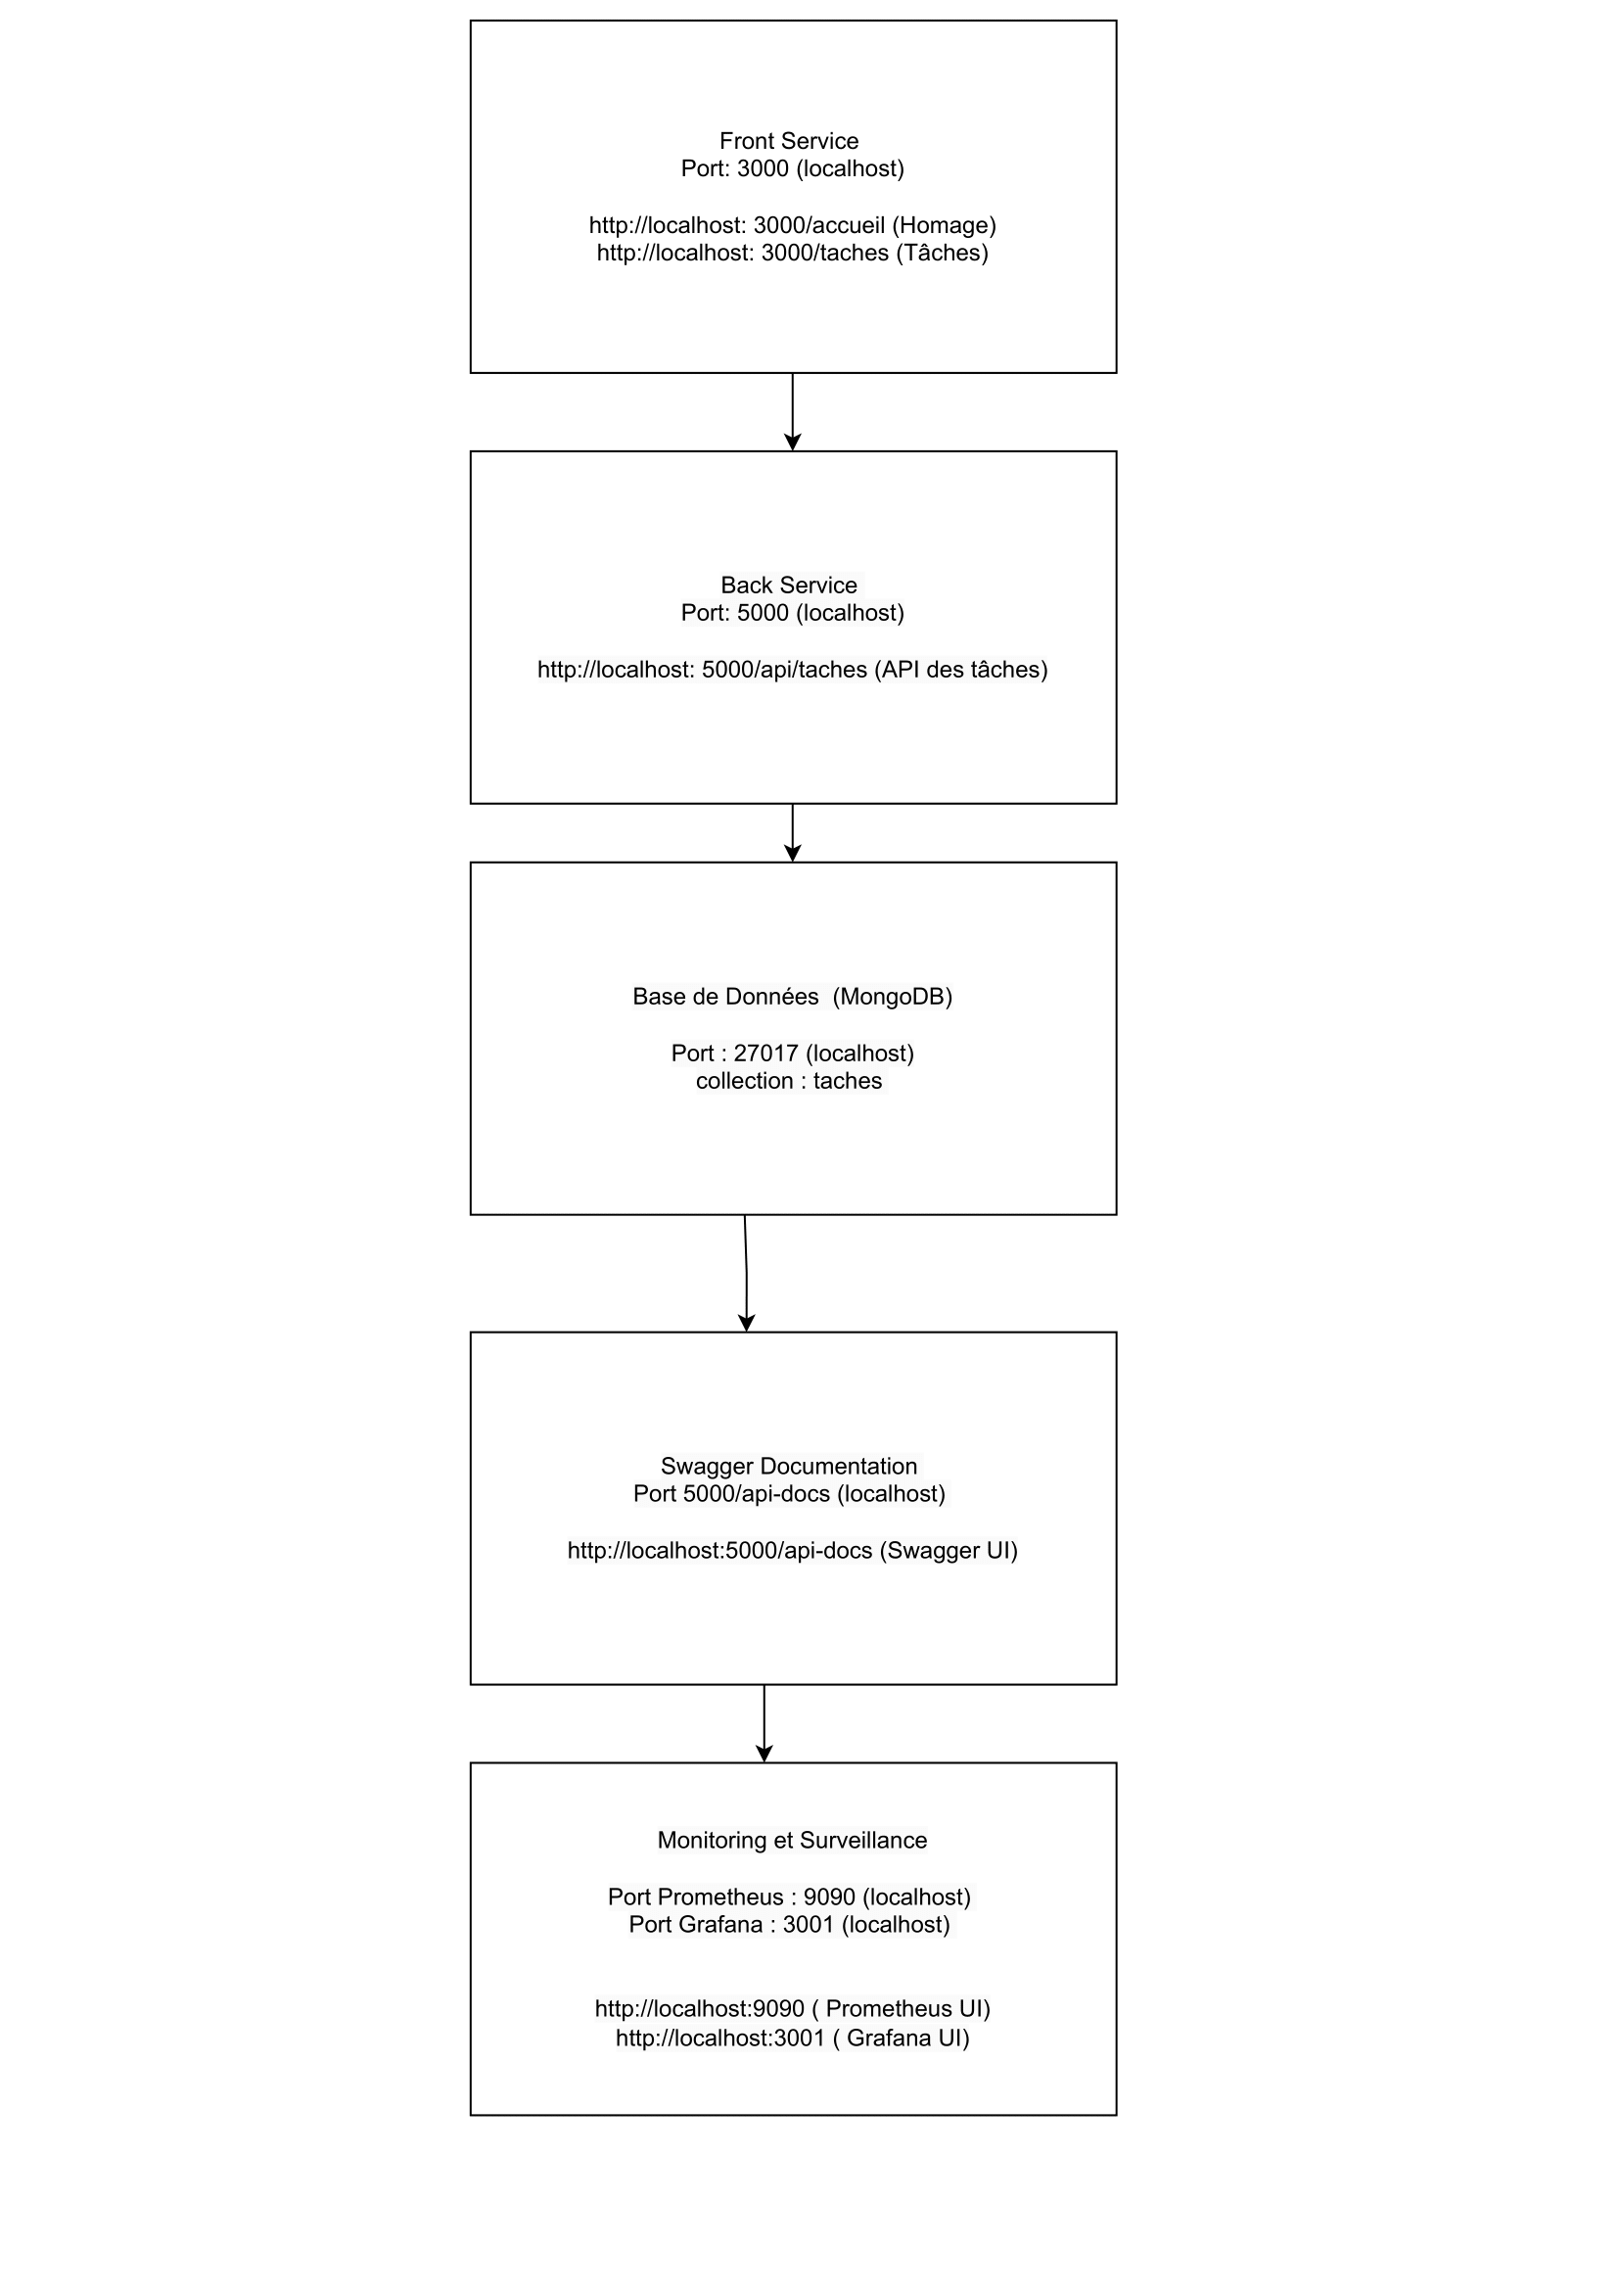 Front Service
Port: 3000 (localhost)
http://localhost: 3000/accueil (Homage)
http://localhost: 3000/taches (Tâches)
Back Service
Port: 5000 (localhost)
http://localhost: 5000/api/taches (API des tâches)
Base de Données  (MongoDB)
Port : 27017 (localhost)
collection : taches
Swagger Documentation
Port 5000/api-docs (localhost)
http://localhost:5000/api-docs (Swagger UI)
Monitoring et Surveillance
Port Prometheus : 9090 (localhost)
Port Grafana : 3001 (localhost)
http://localhost:9090 ( Prometheus UI)
http://localhost:3001 ( Grafana UI)